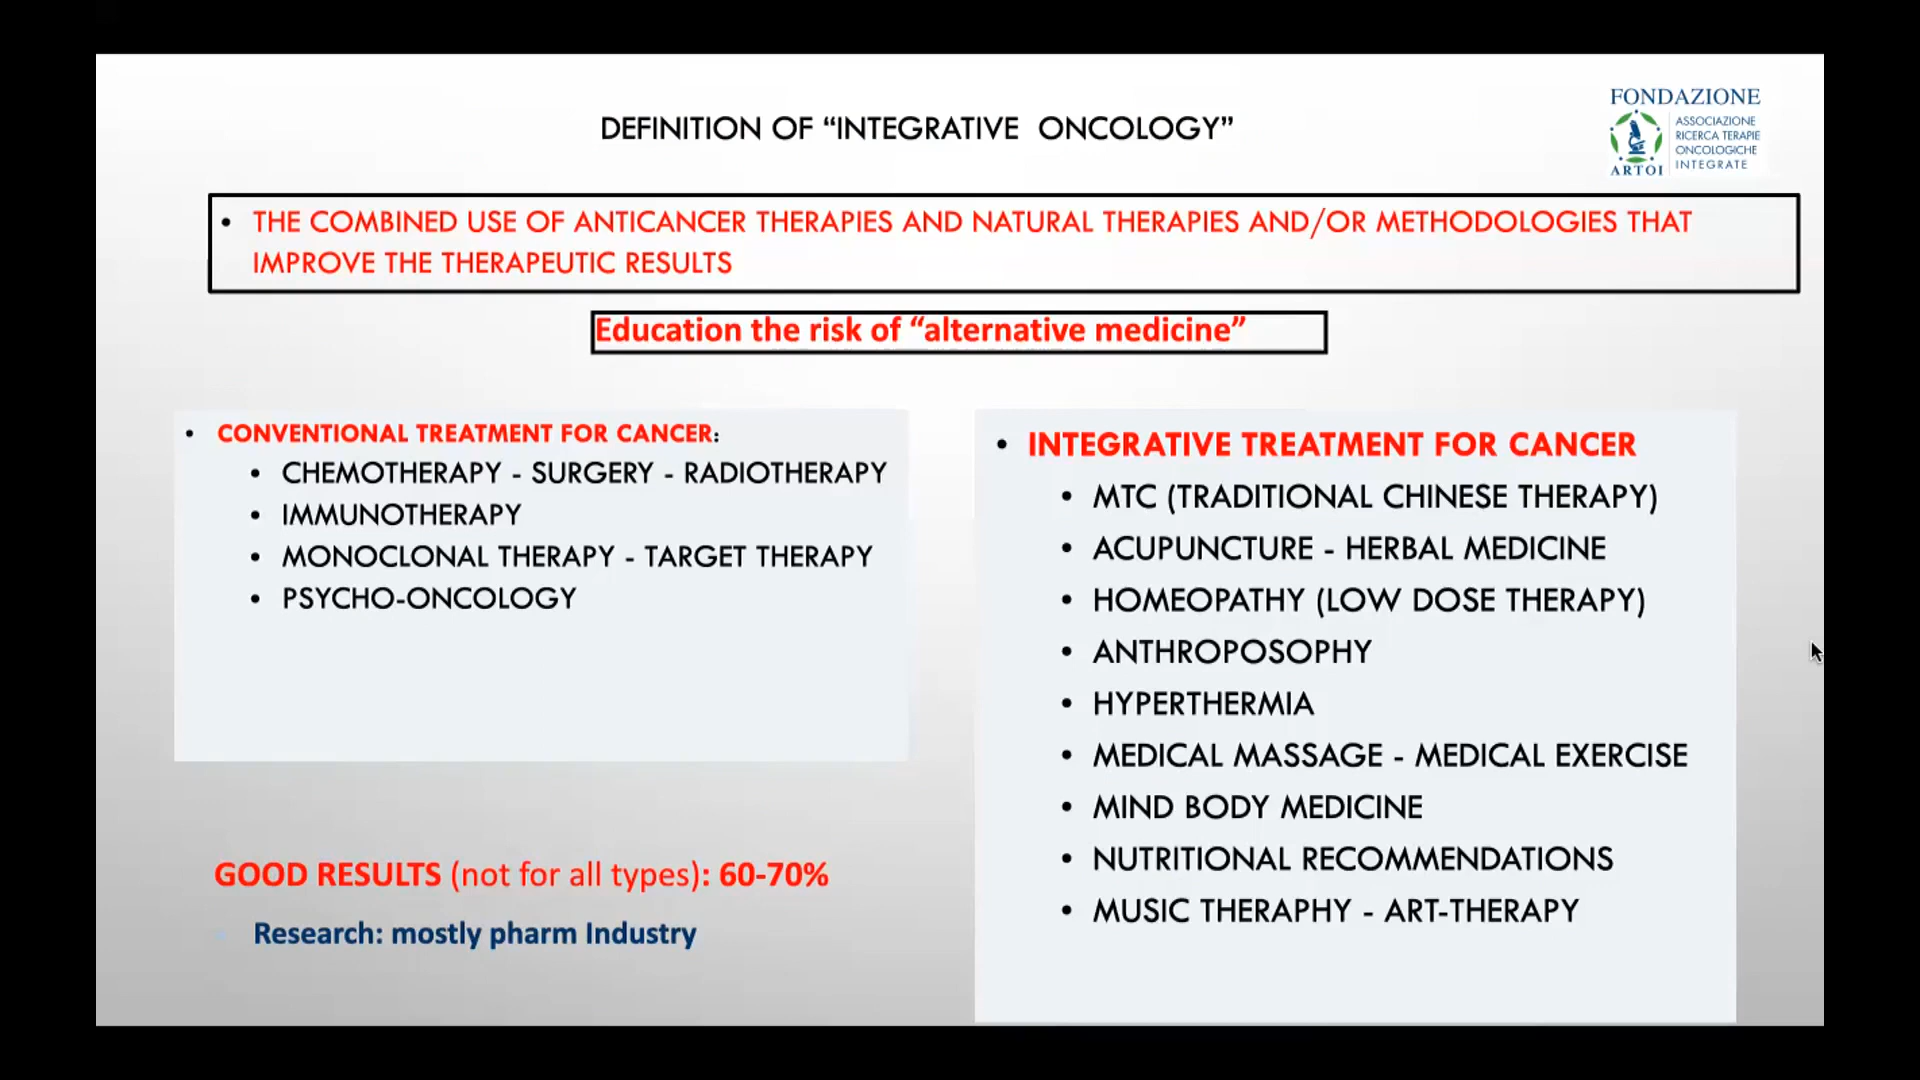 DEFINITION OF “INTEGRATIVE ONCOLOGY”
FONDAZIONE
ASSOCIAZIONE
RICERCA TERAPIE
ONCOLOGICHE
INTEGRATE
ARTOI
• THE COMBINED USE OF ANTICANCER THERAPIES AND NATURAL THERAPIES AND/OR METHODOLOGIES THAT
IMPROVE THE THERAPEUTIC RESULTS
Education the risk of “alternative medicine”
• CONVENTIONAL TREATMENT FOR CANCER:
• CHEMOTHERAPY - SURGERY - RADIOTHERAPY
• IMMUNOTHERAPY
• MONOCLONAL THERAPY - TARGET THERAPY
• PSYCHO-ONCOLOGY
GOOD RESULTS (not for all types): 60-70%
Research: mostly pharm Industry
• INTEGRATIVE TREATMENT FOR CANCER
• MTC (TRADITIONAL CHINESE THERAPY)
• ACUPUNCTURE - HERBAL MEDICINE
• HOMEOPATHY (LOW DOSE THERAPY)
• ANTHROPOSOPHY
• HYPERTHERMIA
• MEDICAL MASSAGE - MEDICAL EXERCISE
• MIND BODY MEDICINE
• NUTRITIONAL RECOMMENDATIONS
• MUSIC THERAPHY - ART-THERAPY